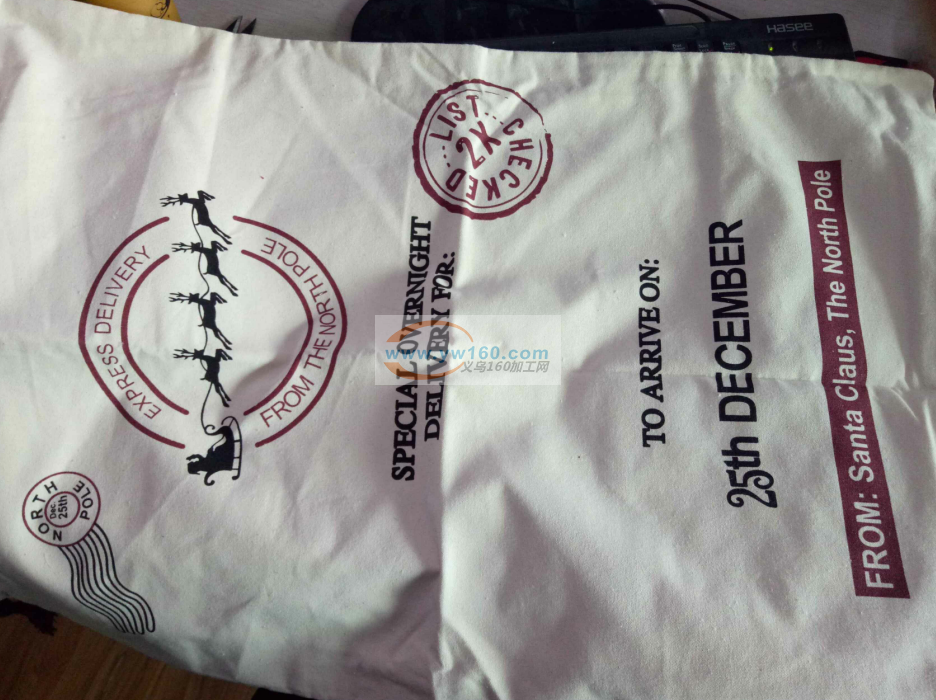 Hasee
LIST CHECKED
2X
EXPRESS DELIVERY
FROM THE NORTH POLE
NORTH POLE
Dec
25th
SPECIAL OVERNIGHT
DELIVERY FOR:
TO ARRIVE ON:
25th DECEMBER
FROM: Santa Claus, The North Pole
www.yw160.com
义乌160加工网